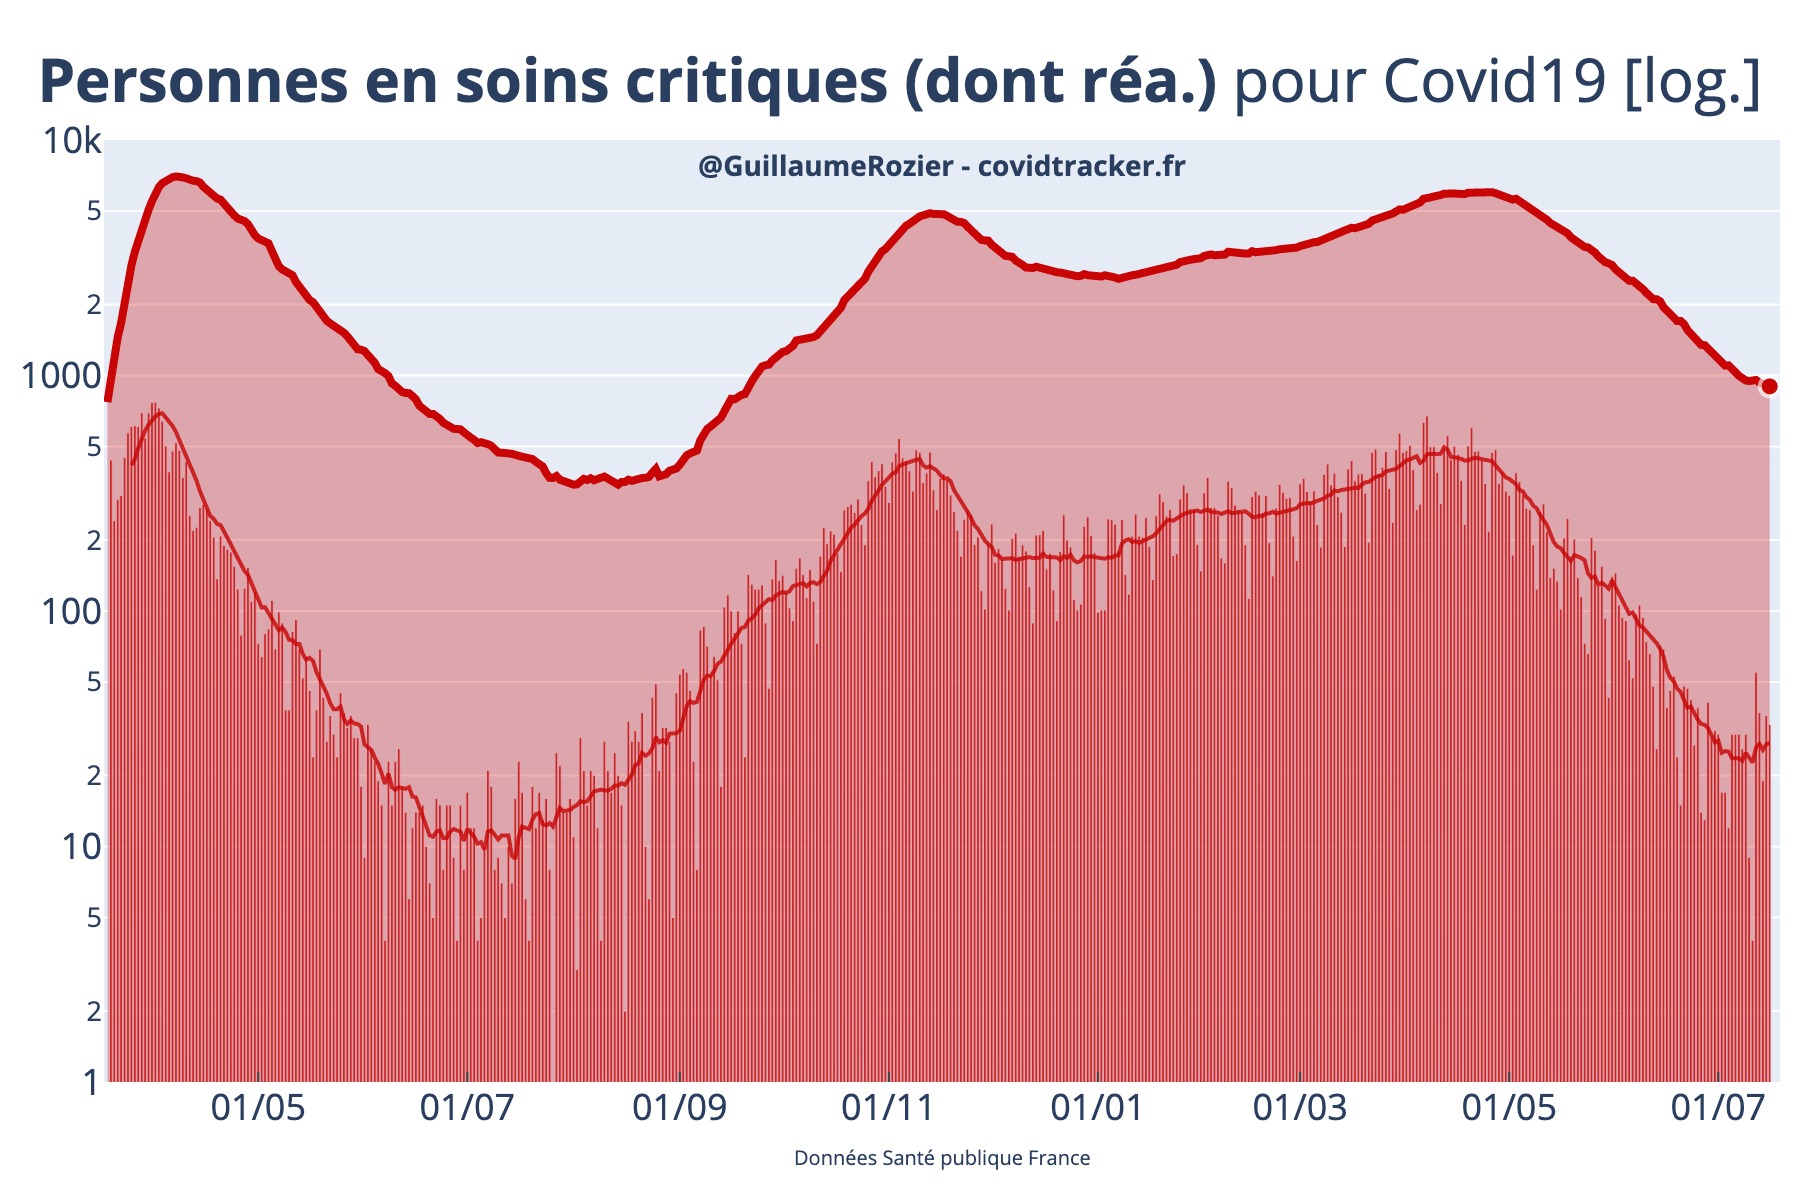 Personnes en soins critiques (dont réa.) pour Covid19 [log.]
@GuillaumeRozier - covidtracker.fr
10k
5
2
1000
5
2
100
5
2
10
5
2
1
01/05 01/07 01/09 01/11 01/01 01/03 01/05 01/07
Données Santé publique France